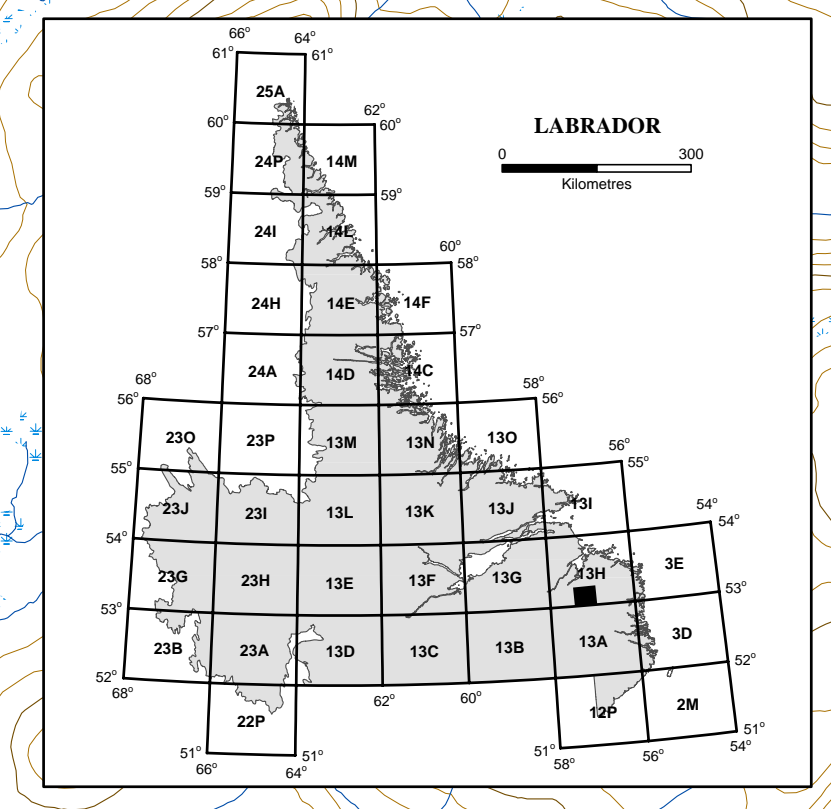 66° 64°
61° 61°
25A
LABRADOR
0 300
Kilometres
62°
60° 60°
24P 14M
59° 59°
24I 14L
60°
58° 58°
24H 14E 14F
57° 57°
24A 14D 14C
68° 58°
56° 56°
23O 23P 13M 13N 13O
56°
55° 55°
23J 23I 13L 13K 13J 13I
54°
54° 54°
23G 23H 13E 13F 13G 13H 3E
53° 53°
23B 23A 13D 13C 13B 13A 3D
52° 52°
68° 62° 60°
22P 12P 2M
51° 51° 51° 51°
66° 64° 58° 56° 54°